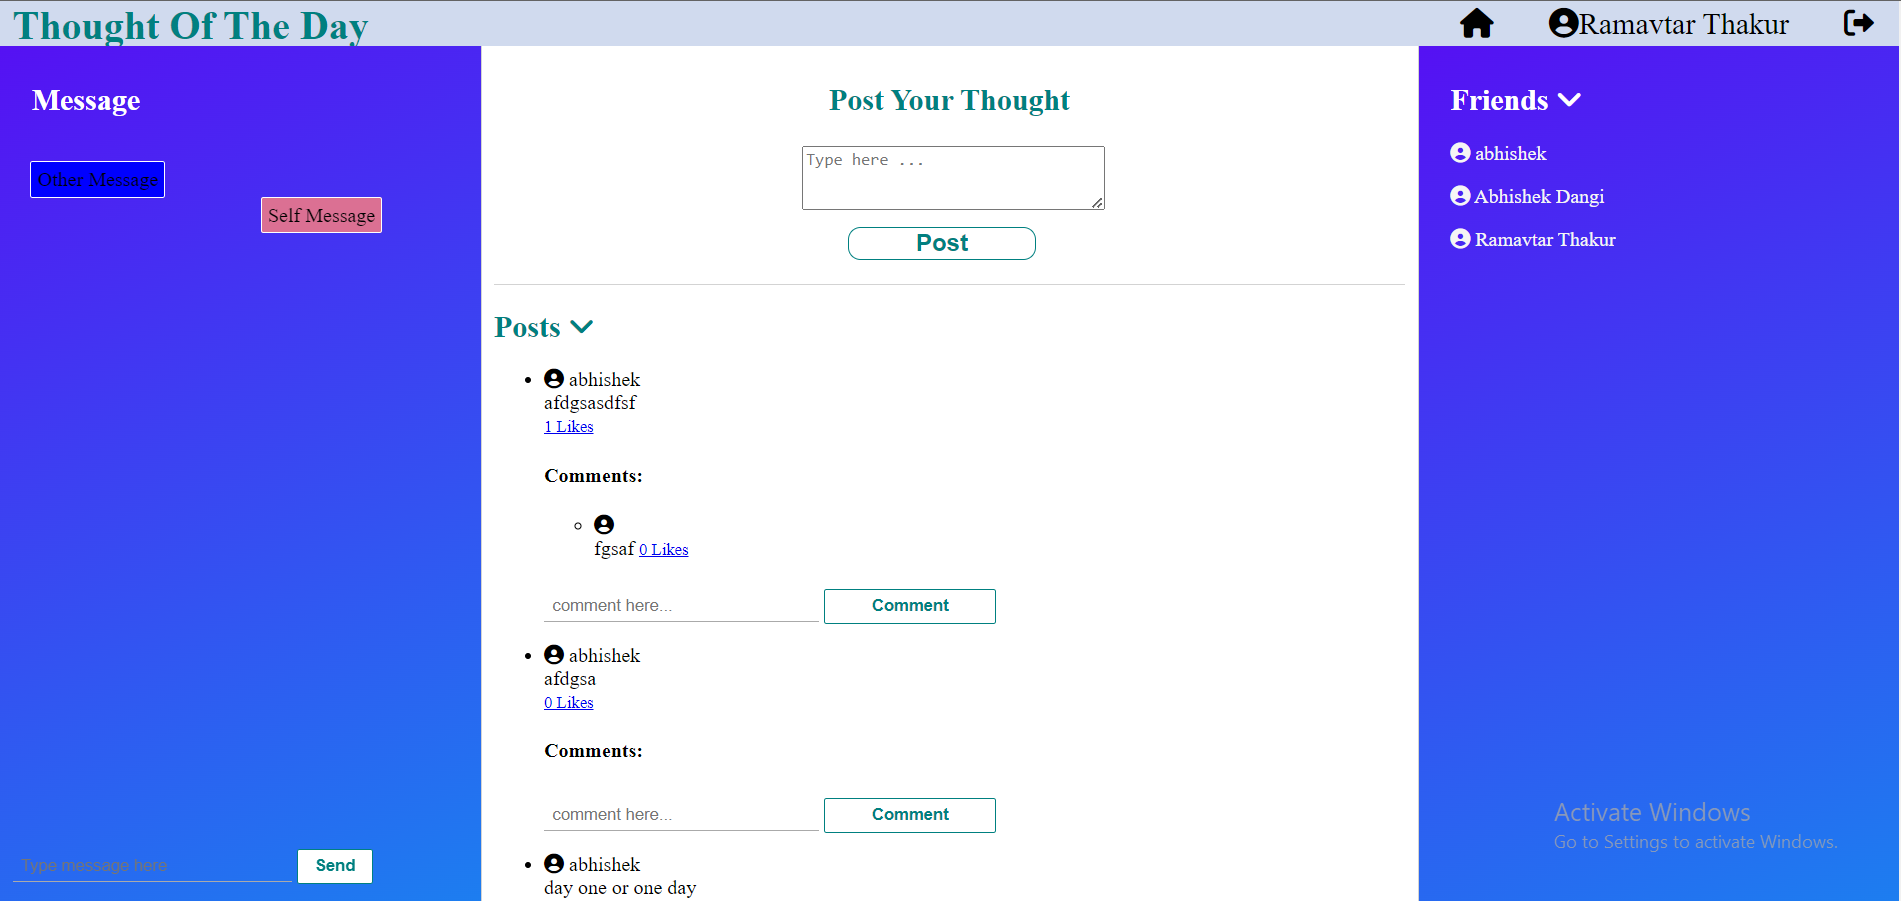 Thought Of The Day
Ramavtar Thakur
Message
Other Message
Self Message
Type message here
Send
Post Your Thought
Type here ...
Post
Posts
abhishek
afdgsasdfsf
1 Likes
Comments:
fgsaf 0 Likes
comment here...
Comment
abhishek
afdgsa
0 Likes
Comments:
comment here...
Comment
abhishek
day one or one day
Friends
abhishek
Abhishek Dangi
Ramavtar Thakur
Activate Windows
Go to Settings to activate Windows.